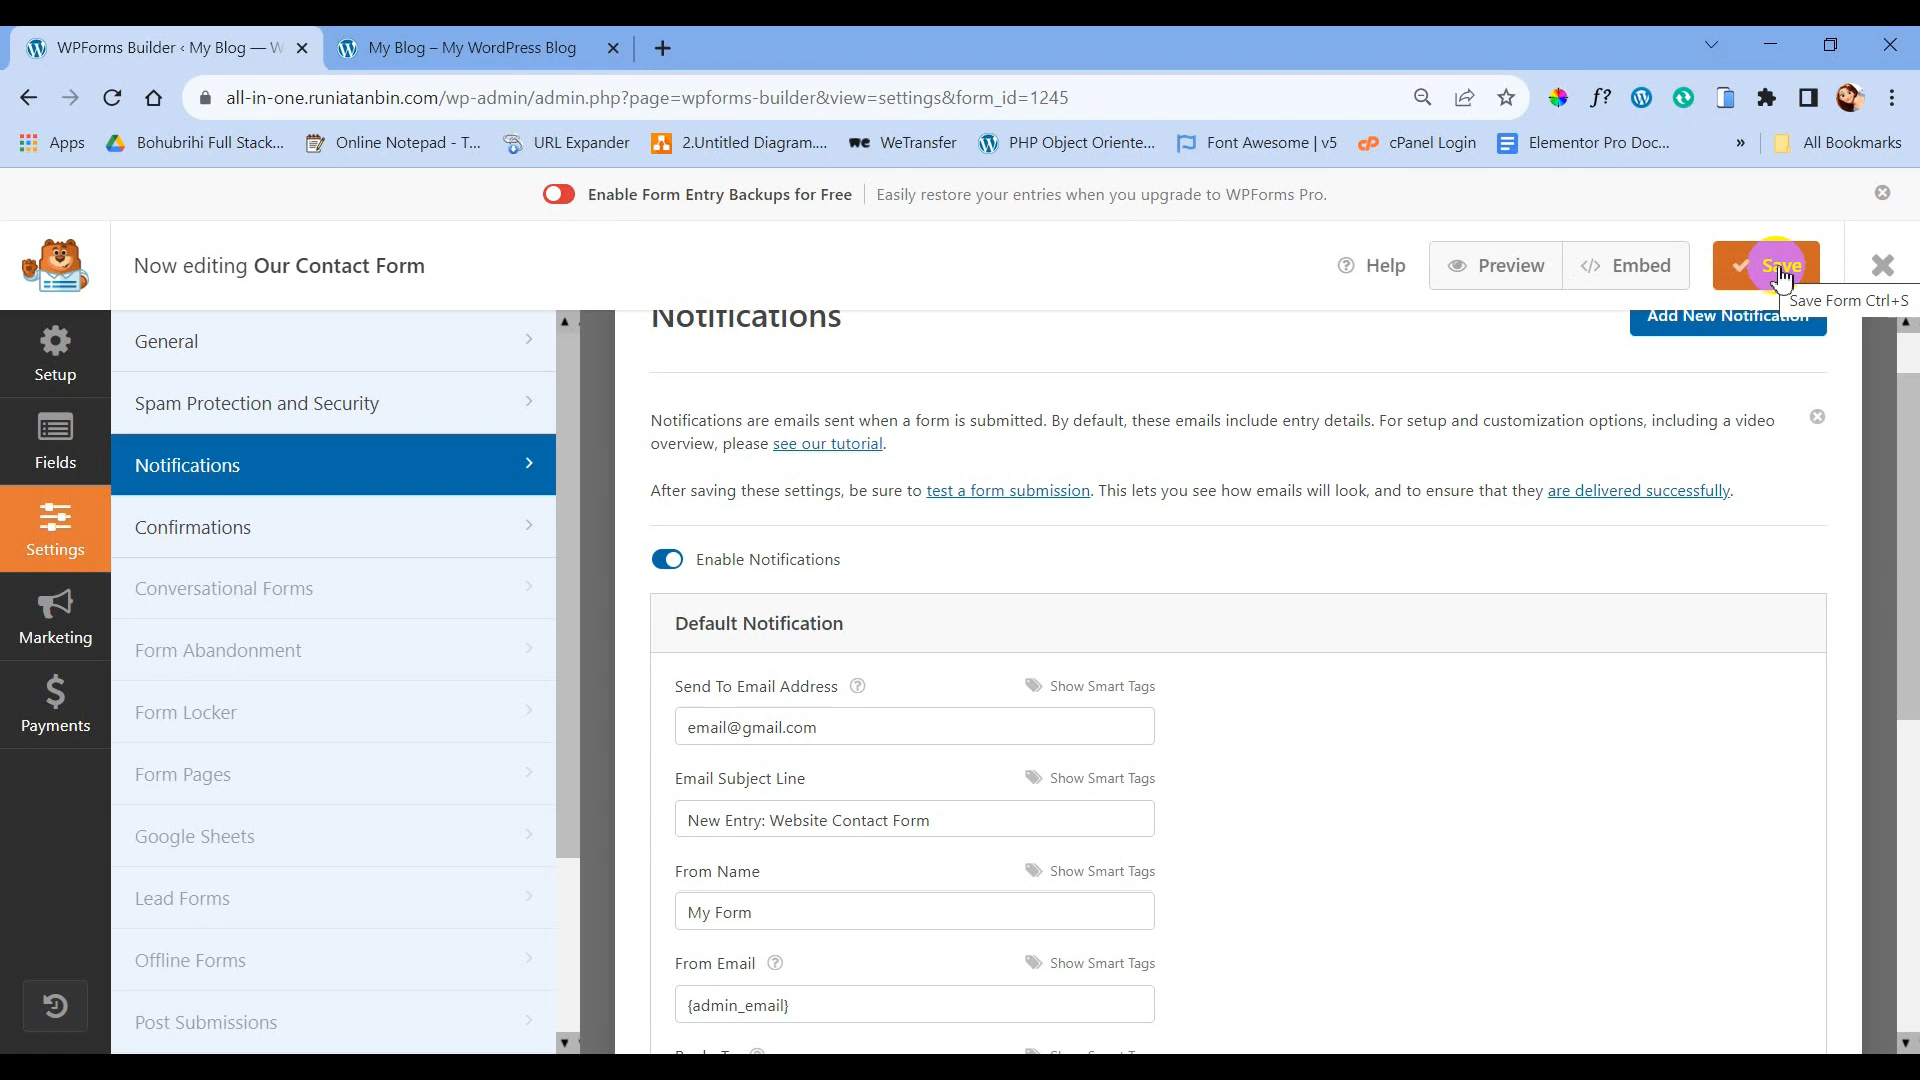 WPForms Builder ‹ My Blog — W
My Blog – My WordPress Blog
all-in-one.runiatanbin.com/wp-admin/admin.php?page=wpforms-builder&view=settings&form_id=1245
f?
Apps
Bohubrihi Full Stack...
Online Notepad - T...
URL Expander
2.Untitled Diagram....
WeTransfer
PHP Object Oriente...
Font Awesome | v5
cPanel Login
Elementor Pro Doc...
»
All Bookmarks
Enable Form Entry Backups for Free
Easily restore your entries when you upgrade to WPForms Pro.
Now editing Our Contact Form
Help
Preview
Embed
Save
Save Form Ctrl+S
Setup
Fields
Settings
Marketing
Payments
General
Spam Protection and Security
Notifications
Confirmations
Conversational Forms
Form Abandonment
Form Locker
Form Pages
Google Sheets
Lead Forms
Offline Forms
Post Submissions
Notifications
Add New Notification
Notifications are emails sent when a form is submitted. By default, these emails include entry details. For setup and customization options, including a video
overview, please see our tutorial.
After saving these settings, be sure to test a form submission. This lets you see how emails will look, and to ensure that they are delivered successfully.
Enable Notifications
Default Notification
Send To Email Address
Show Smart Tags
email@gmail.com
Email Subject Line
Show Smart Tags
New Entry: Website Contact Form
From Name
Show Smart Tags
My Form
From Email
Show Smart Tags
{admin_email}